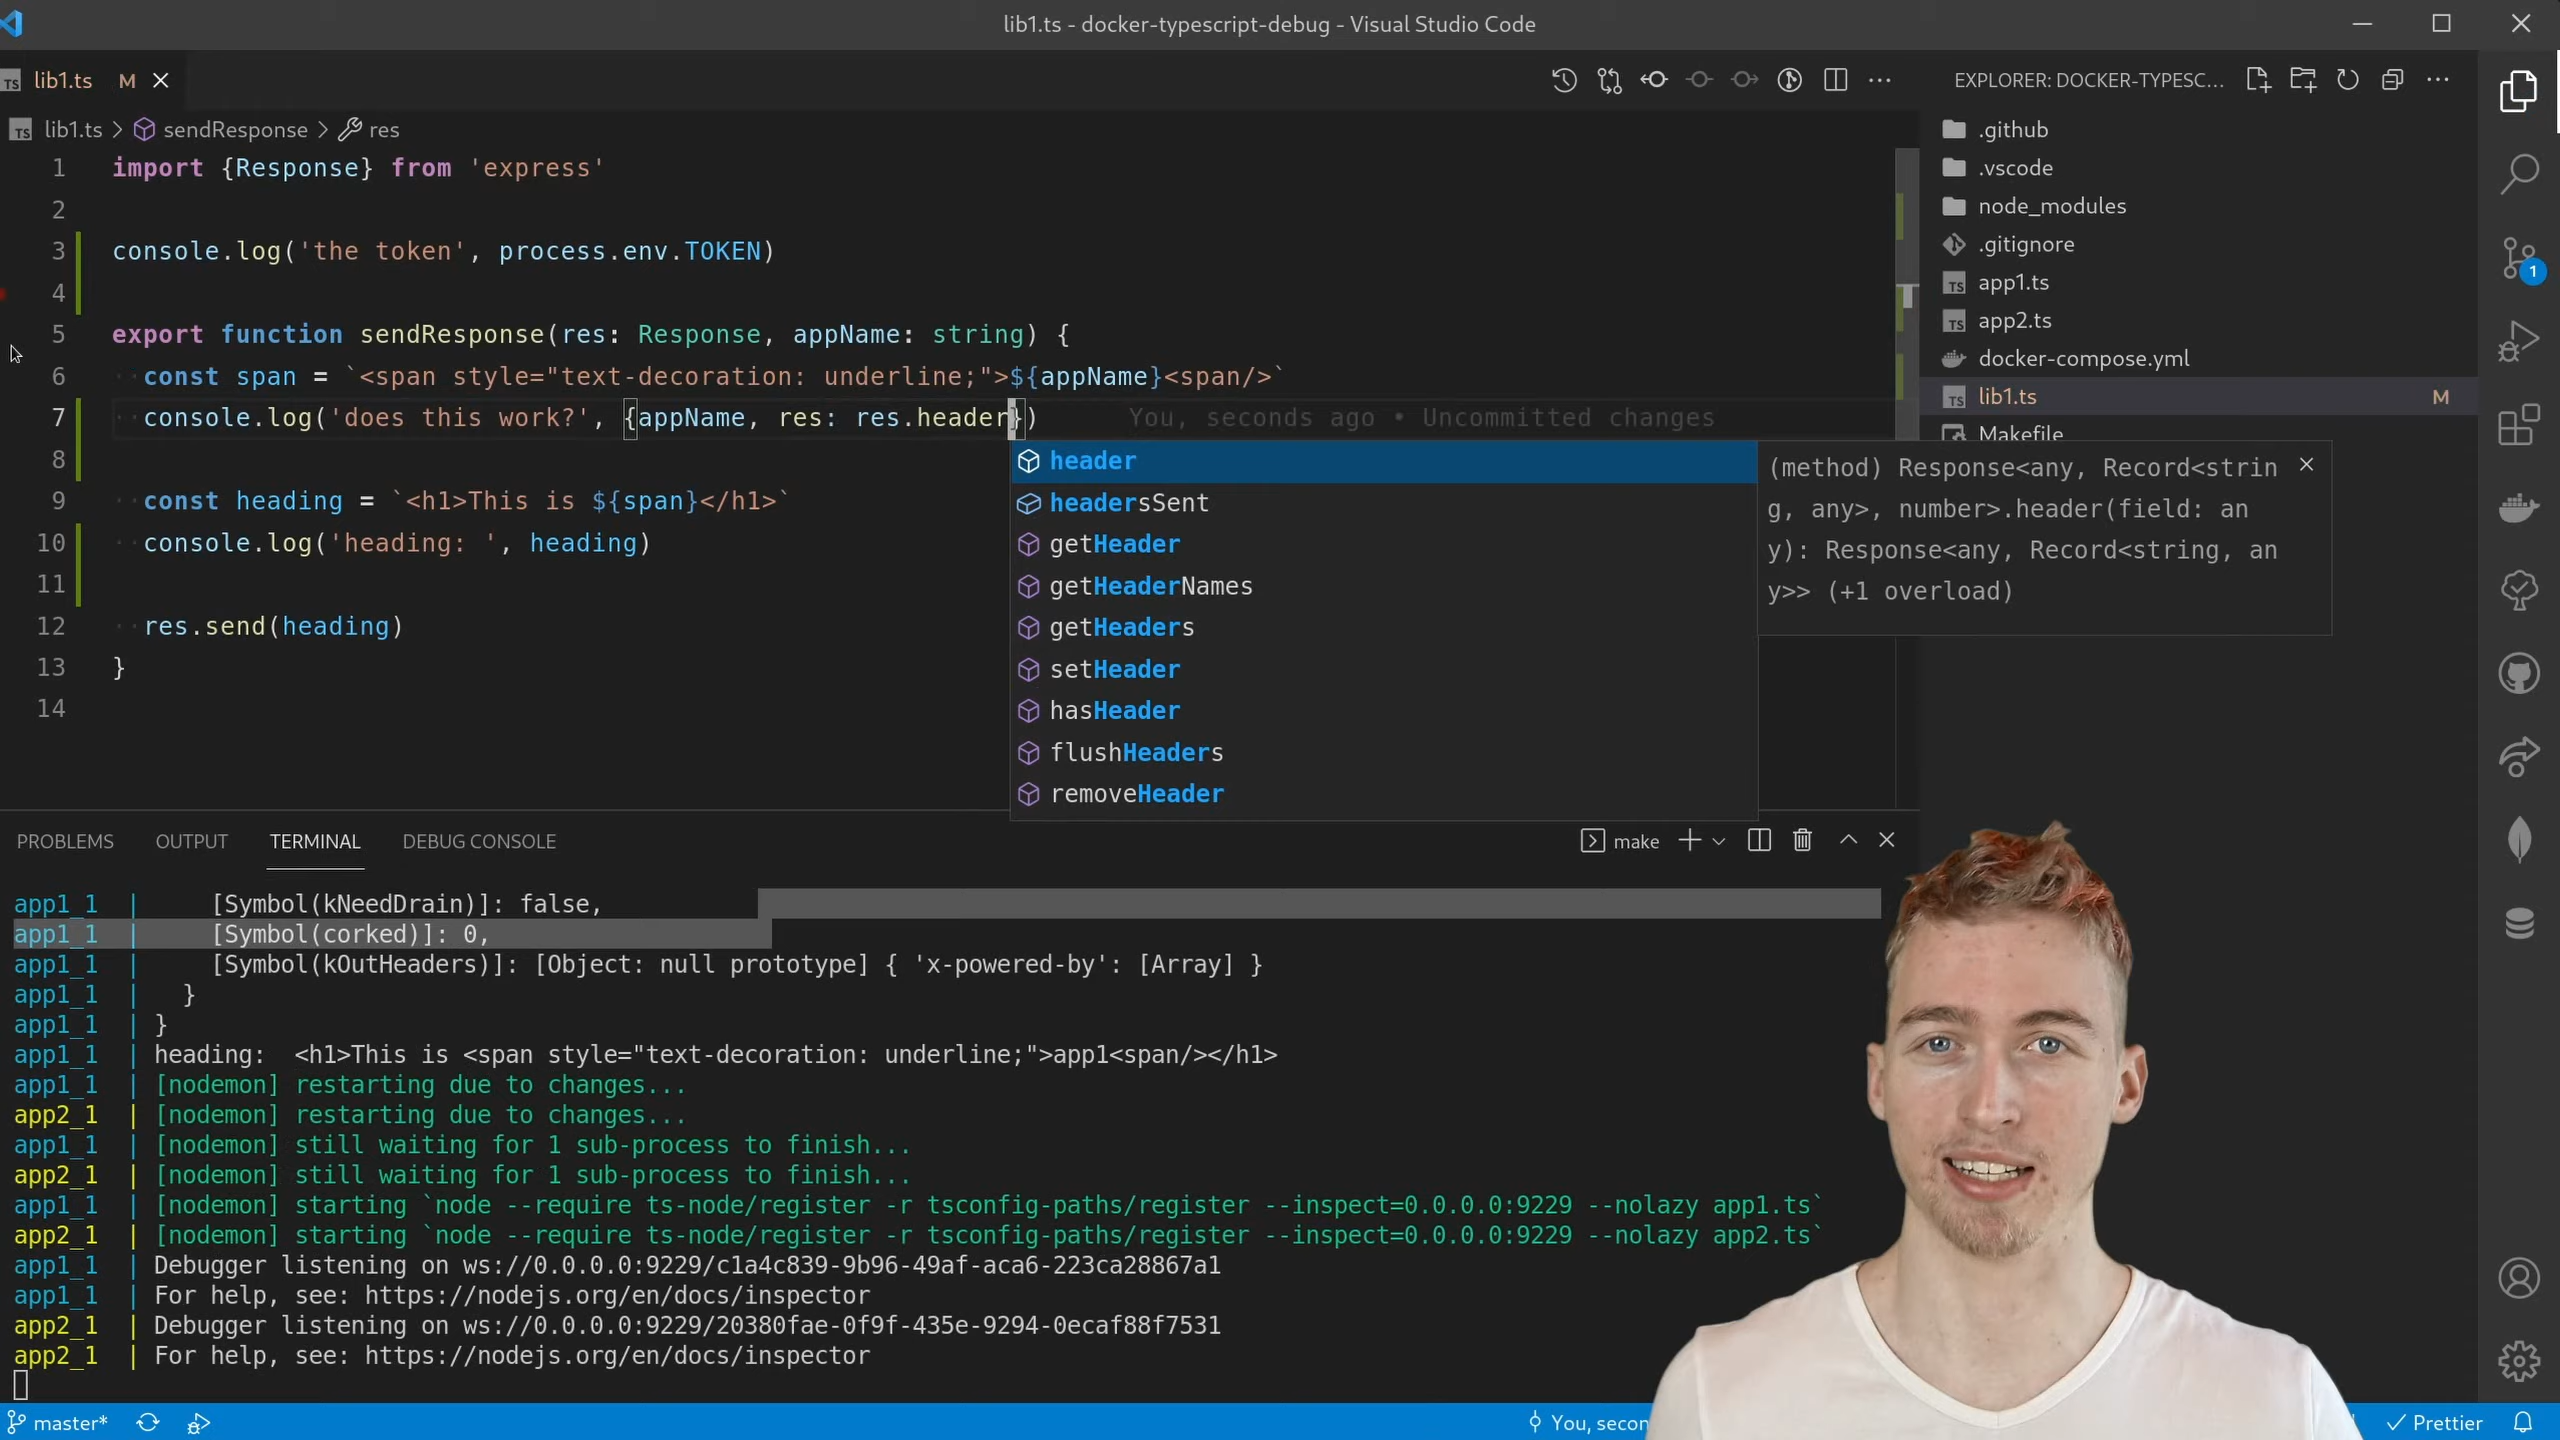 lib1.ts - docker-typescript-debug - Visual Studio Code
TS lib1.ts M
EXPLORER: DOCKER-TYPESC...
TS lib1.ts > sendResponse > res
1 import {Response} from 'express'
2
3 console.log('the token', process.env.TOKEN)
4
5 export function sendResponse(res: Response, appName: string) {
6 ··const span = `<span style="text-decoration: underline;">${appName}<span/>`
7 ··console.log('does this work?', {appName, res: res.header}) You, seconds ago • Uncommitted changes
8
9 ··const heading = `<h1>This is ${span}</h1>`
10 ··console.log('heading: ', heading)
11
12 ··res.send(heading)
13 }
14
header
headersSent
getHeader
getHeaderNames
getHeaders
setHeader
hasHeader
flushHeaders
removeHeader
(method) Response<any, Record<strin
g, any>, number>.header(field: an
y): Response<any, Record<string, an
y>> (+1 overload)
.github
.vscode
node_modules
.gitignore
TS app1.ts
TS app2.ts
docker-compose.yml
TS lib1.ts M
Makefile
1
PROBLEMS OUTPUT TERMINAL DEBUG CONSOLE
make
app1_1 | [Symbol(kNeedDrain)]: false,
app1_1 | [Symbol(corked)]: 0,
app1_1 | [Symbol(kOutHeaders)]: [Object: null prototype] { 'x-powered-by': [Array] }
app1_1 | }
app1_1 | }
app1_1 | heading:  <h1>This is <span style="text-decoration: underline;">app1<span/></h1>
app1_1 | [nodemon] restarting due to changes...
app2_1 | [nodemon] restarting due to changes...
app1_1 | [nodemon] still waiting for 1 sub-process to finish...
app2_1 | [nodemon] still waiting for 1 sub-process to finish...
app1_1 | [nodemon] starting `node --require ts-node/register -r tsconfig-paths/register --inspect=0.0.0.0:9229 --nolazy app1.ts`
app2_1 | [nodemon] starting `node --require ts-node/register -r tsconfig-paths/register --inspect=0.0.0.0:9229 --nolazy app2.ts`
app1_1 | Debugger listening on ws://0.0.0.0:9229/c1a4c839-9b96-49af-aca6-223ca28867a1
app1_1 | For help, see: https://nodejs.org/en/docs/inspector
app2_1 | Debugger listening on ws://0.0.0.0:9229/20380fae-0f9f-435e-9294-0ecaf88f7531
app2_1 | For help, see: https://nodejs.org/en/docs/inspector
master* You, secon Prettier